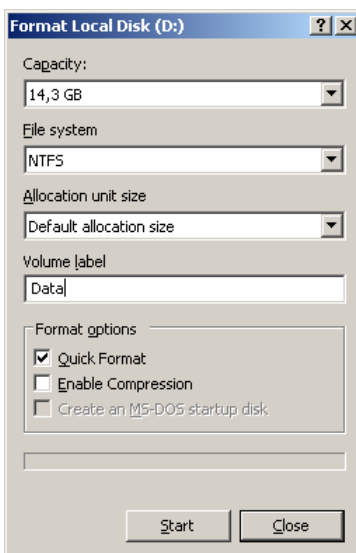 Format Local Disk (D:)
Capacity:
14,3 GB
File system
NTFS
Allocation unit size
Default allocation size
Volume label
Data
Format options
Quick Format
Enable Compression
Create an MS-DOS startup disk
Start Close